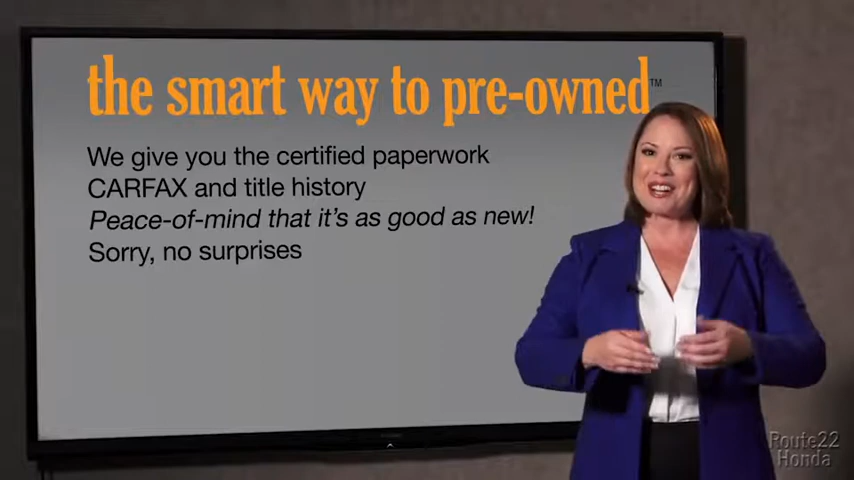 the smart way to pre-owned™
We give you the certified paperwork
CARFAX and title history
Peace-of-mind that it's as good as new!
Sorry, no surprises
Route22
Honda